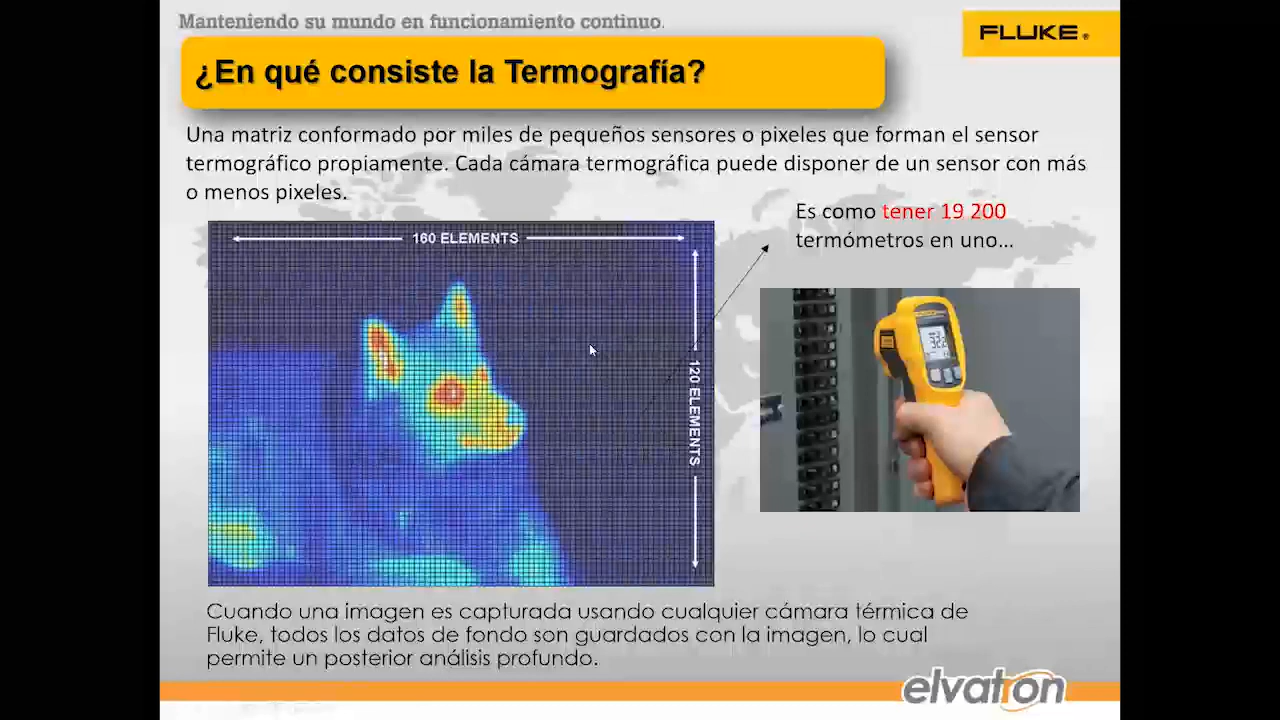 Manteniendo su mundo en funcionamiento continuo.
FLUKE®
¿En qué consiste la Termografía?
Una matriz conformado por miles de pequeños sensores o pixeles que forman el sensor
termográfico propiamente. Cada cámara termográfica puede disponer de un sensor con más
o menos pixeles.
Es como tener 19 200
termómetros en uno...
160 ELEMENTS
120 ELEMENTS
Cuando una imagen es capturada usando cualquier cámara térmica de
Fluke, todos los datos de fondo son guardados con la imagen, lo cual
permite un posterior análisis profundo.
elvatron